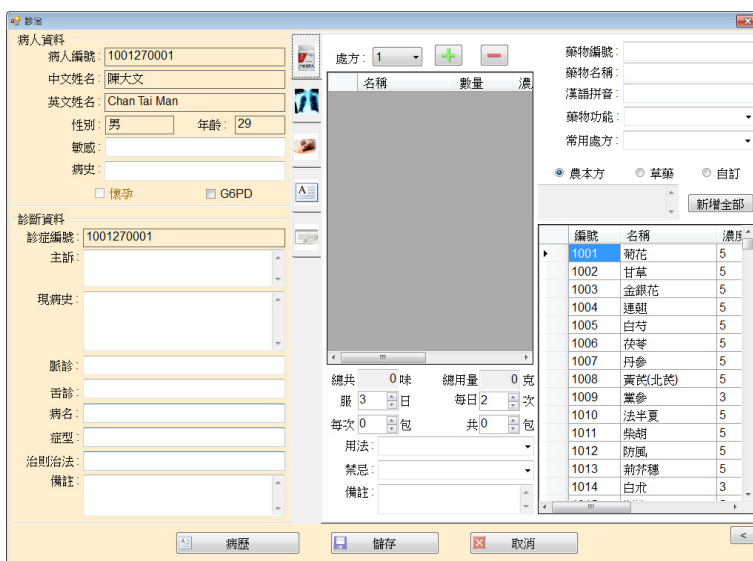 診治
病人資料
病人編號: 1001270001
中文姓名: 陳大文
英文姓名: Chan Tai Man
性別: 男 年齡: 29
敏感:
病史:
懷孕 G6PD
診斷資料
診症編號: 1001270001
主訴:
現病史:
脈診:
舌診:
病名:
症型:
治則治法:
備註:
處方: 1
名稱 數量 濃
總共 0 味 總用量 0 克
服 3 日 每日 2 次
每次 0 包 共 0 包
用法:
禁忌:
備註:
藥物編號:
藥物名稱:
漢語拼音:
藥物功能:
常用處方:
農本方 草藥 自訂
新增全部
編號 名稱 濃度
1001 菊花 5
1002 甘草 5
1003 金銀花 5
1004 連翹 5
1005 白芍 5
1006 茯苓 5
1007 丹參 5
1008 黃芪(北芪) 5
1009 黨參 3
1010 法半夏 5
1011 柴胡 5
1012 防風 5
1013 荊芥穗 5
1014 白朮 3
病歷 儲存 取消 <